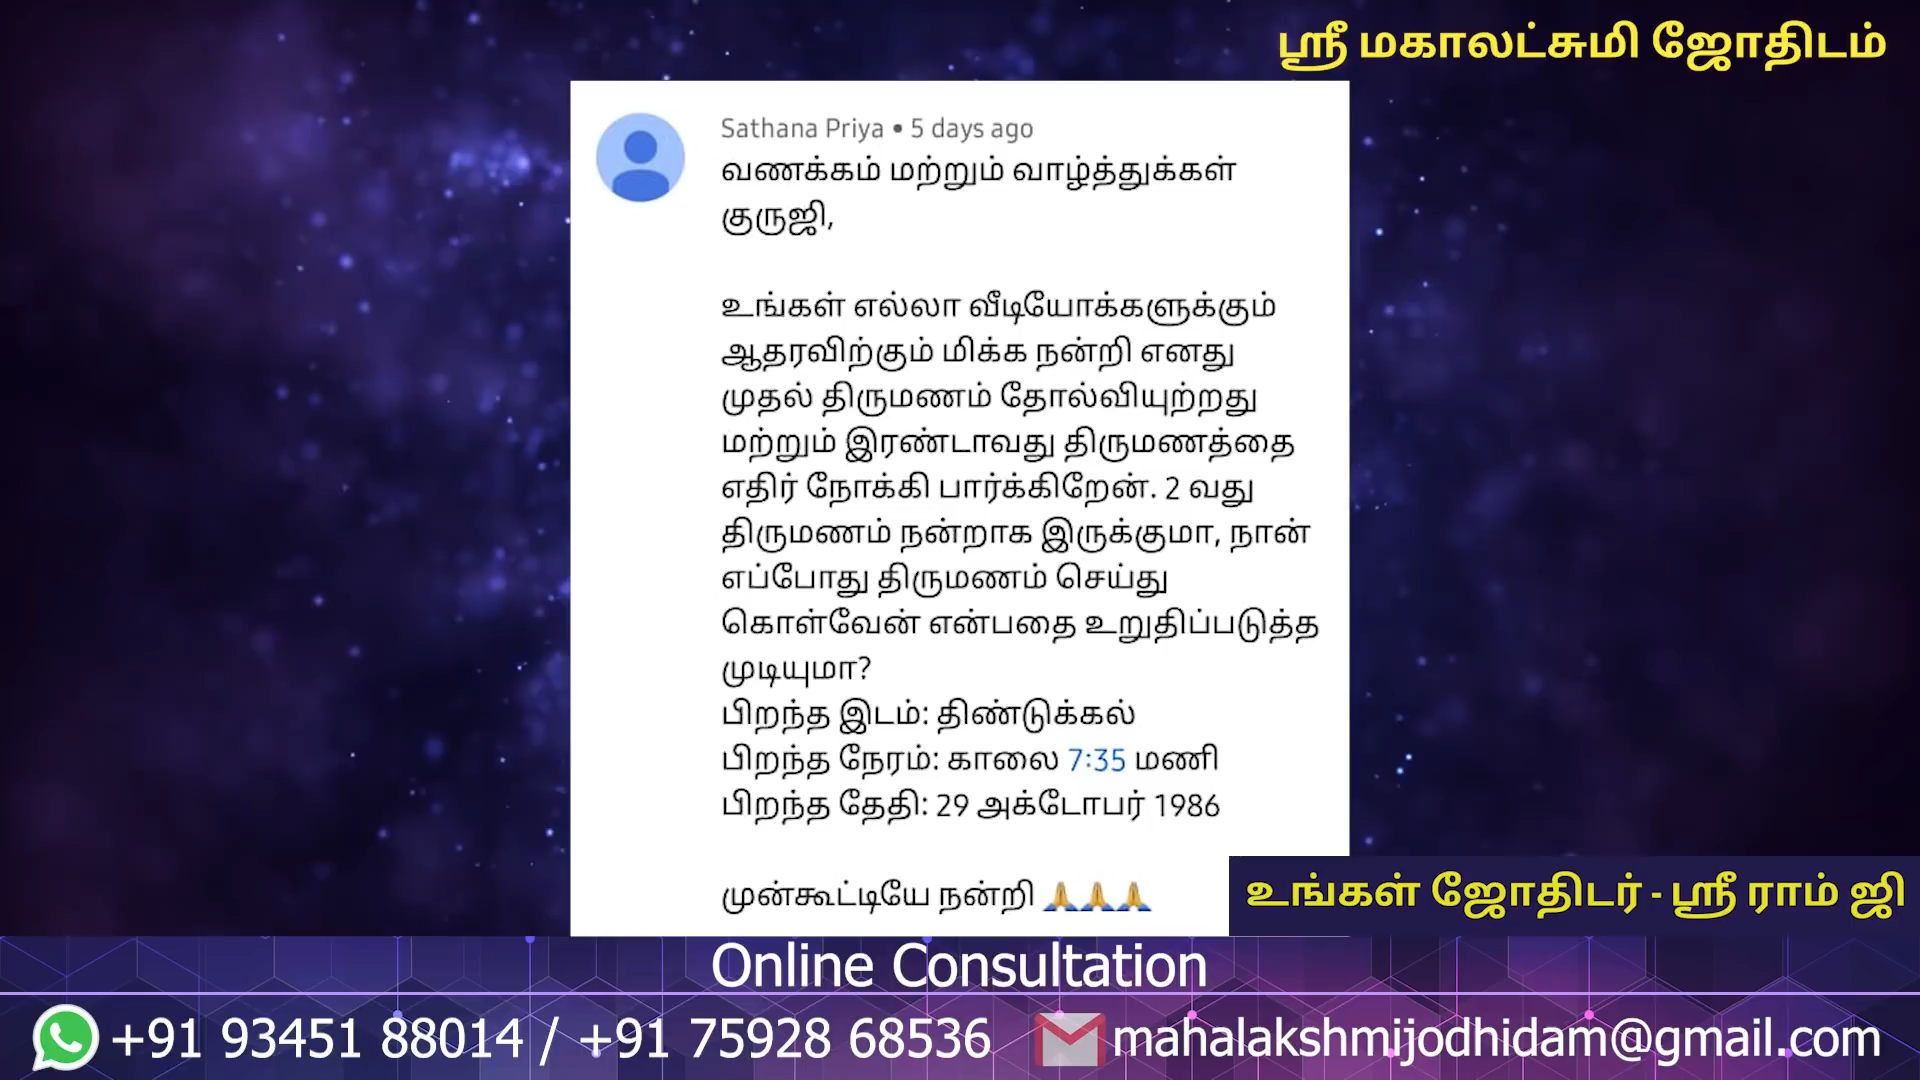 ஸ்ரீ மகாலட்சுமி ஜோதிடம்
Sathana Priya • 5 days ago
வணக்கம் மற்றும் வாழ்த்துக்கள்
குருஜி,
உங்கள் எல்லா வீடியோக்களுக்கும்
ஆதரவிற்கும் மிக்க நன்றி எனது
முதல் திருமணம் தோல்வியுற்றது
மற்றும் இரண்டாவது திருமணத்தை
எதிர் நோக்கி பார்க்கிறேன். 2 வது
திருமணம் நன்றாக இருக்குமா, நான்
எப்போது திருமணம் செய்து
கொள்வேன் என்பதை உறுதிப்படுத்த
முடியுமா?
பிறந்த இடம்: திண்டுக்கல்
பிறந்த நேரம்: காலை 7:35 மணி
பிறந்த தேதி: 29 அக்டோபர் 1986
முன்கூட்டியே நன்றி 🙏🙏🙏
உங்கள் ஜோதிடர் - ஸ்ரீ ராம் ஜி
Online Consultation
+91 93451 88014 / +91 75928 68536 mahalakshmijodhidam@gmail.com